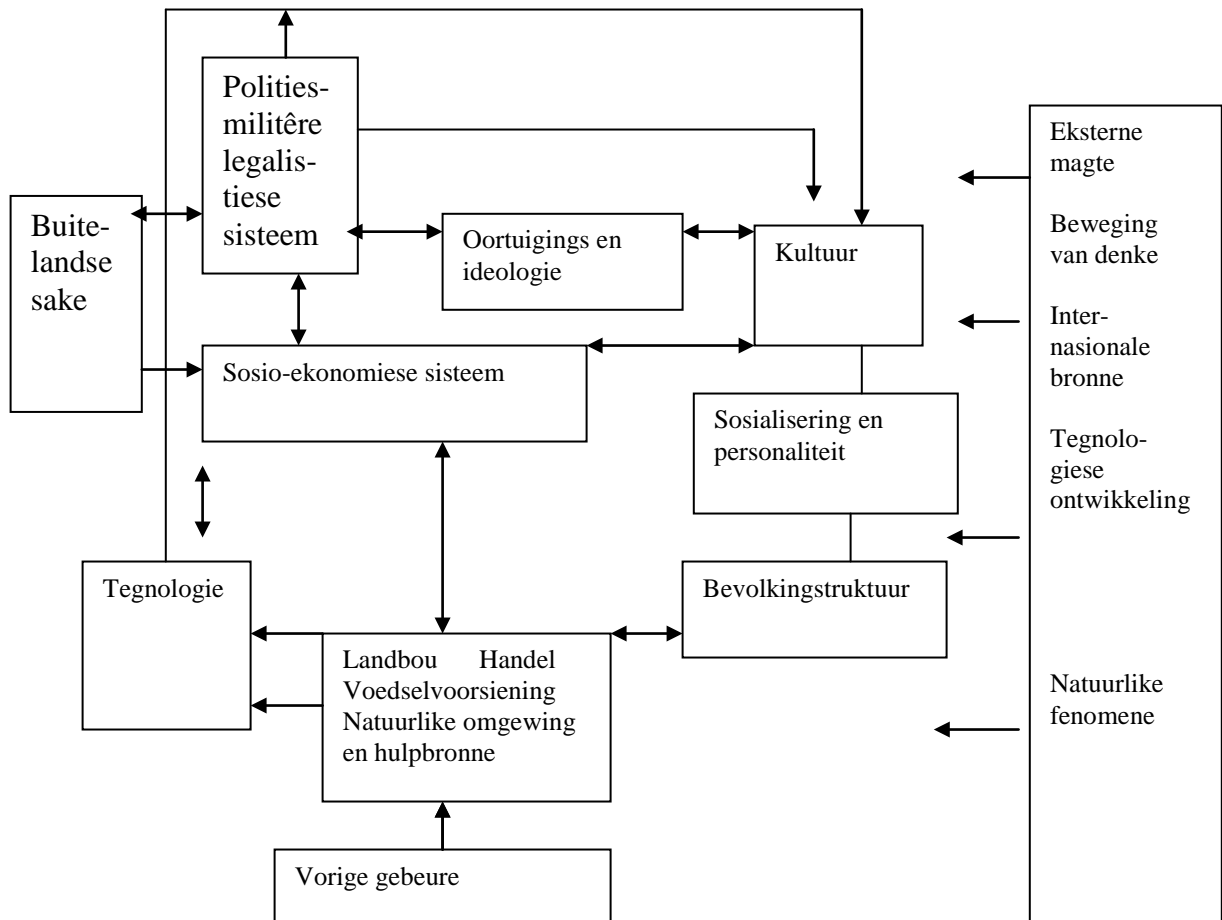 Polities-
militêre
legalis-
tiese
sisteem
Buite-
landse
sake
Oortuigings en
ideologie
Kultuur
Sosio-ekonomiese sisteem
Sosialisering en
personaliteit
Tegnologie
Bevolkingstruktuur
Landbou Handel
Voedselvoorsiening
Natuurlike omgewing
en hulpbronne
Vorige gebeure
Eksterne
magte
Beweging
van denke
Inter-
nasionale
bronne
Tegnolo-
giese
ontwikkeling
Natuurlike
fenomene